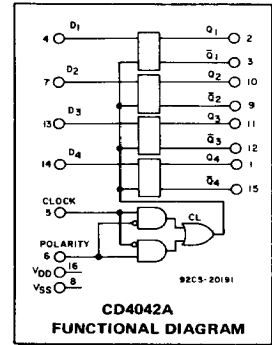 4 D1 Q1 2
Q̅1 3
7 D2 Q2 10
Q̅2 9
13 D3 Q3 11
Q̅3 12
14 D4 Q4 1
Q̅4 15
CLOCK
5 CL
POLARITY
6
VDD 16
VSS 8
92CS-20191
CD4042A
FUNCTIONAL DIAGRAM